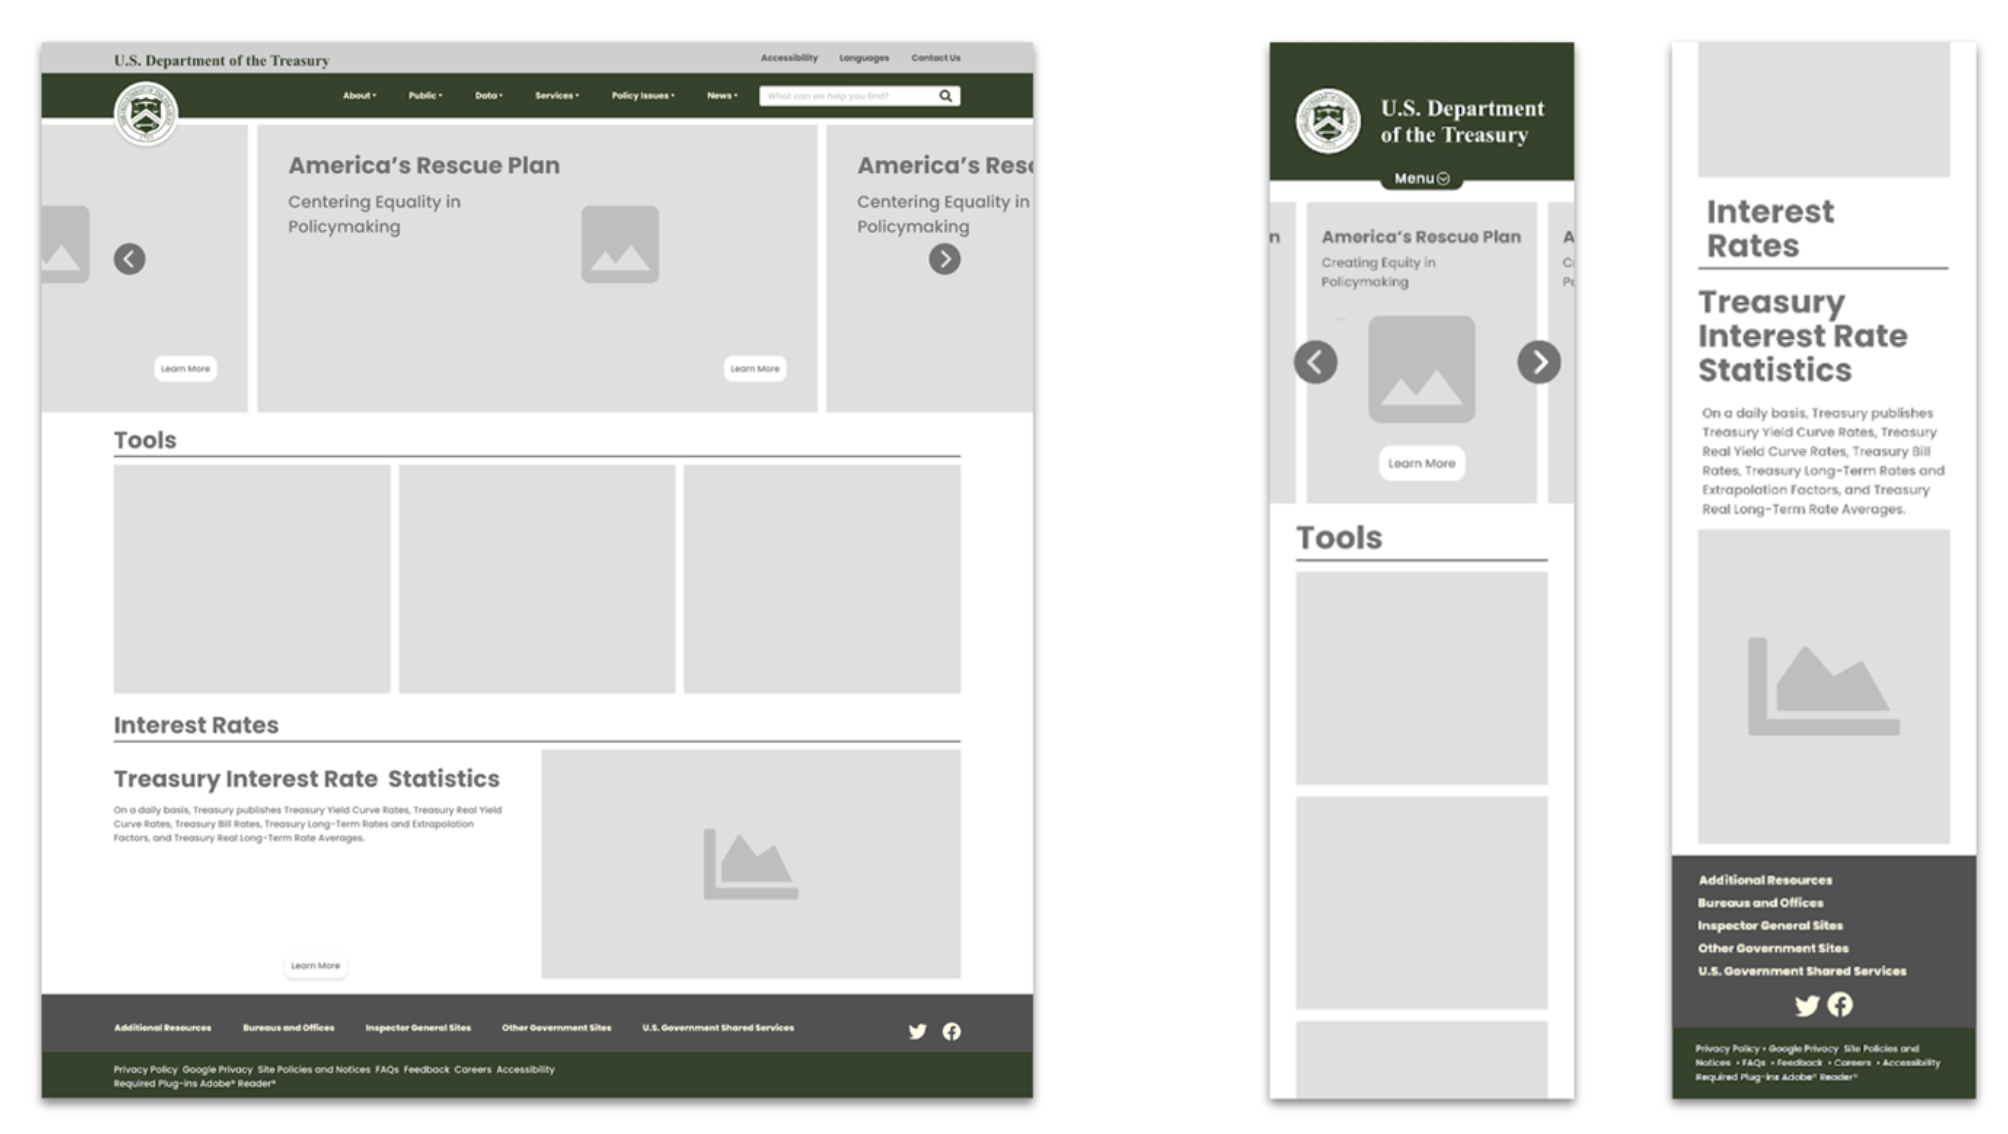 U.S. Department of the Treasury
Accessibility Languages Contact Us
About Public Data Services Policy Issues News What can we help you find?
America's Rescue Plan
Centering Equality in
Policymaking
Learn More
America's Resc
Centering Equality in
Policymaking
Learn More
Tools
Interest Rates
Treasury Interest Rate Statistics
On a daily basis, Treasury publishes Treasury Yield Curve Rates, Treasury Real Yield
Curve Rates, Treasury Bill Rates, Treasury Long-Term Rates and Extrapolation
Factors, and Treasury Real Long-Term Rate Averages.
Learn More
Additional Resources Bureaus and Offices Inspector General Sites Other Government Sites U.S. Government Shared Services
Privacy Policy Google Privacy Site Policies and Notices FAQs Feedback Careers Accessibility
Required Plug-ins Adobe® Reader®
U.S. Department
of the Treasury
Menu
n
America's Rescue Plan
Creating Equity in
Policymaking
A
C
Po
Learn More
Tools
Interest
Rates
Treasury
Interest Rate
Statistics
On a daily basis, Treasury publishes
Treasury Yield Curve Rates, Treasury
Real Yield Curve Rates, Treasury Bill
Rates, Treasury Long-Term Rates and
Extrapolation Factors, and Treasury
Real Long-Term Rate Averages.
Additional Resources
Bureaus and Offices
Inspector General Sites
Other Government Sites
U.S. Government Shared Services
Privacy Policy • Google Privacy Site Policies and
Notices • FAQs • Feedback • Careers • Accessibility
Required Plug-ins Adobe® Reader®